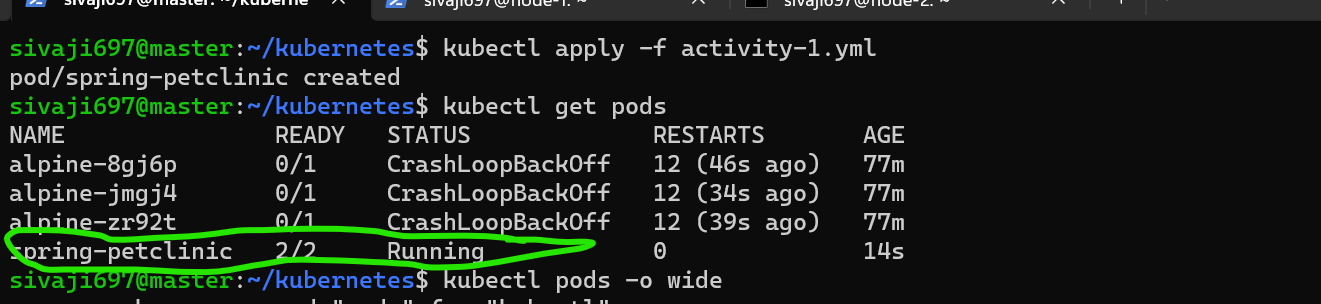 sivaji697@master: ~/kuberne
sivaji697@node-1: ~
sivaji697@node-2: ~
sivaji697@master:~/kubernetes$ kubectl apply -f activity-1.yml
pod/spring-petclinic created
sivaji697@master:~/kubernetes$ kubectl get pods
NAME READY STATUS RESTARTS AGE
alpine-8gj6p 0/1 CrashLoopBackOff 12 (46s ago) 77m
alpine-jmgj4 0/1 CrashLoopBackOff 12 (34s ago) 77m
alpine-zr92t 0/1 CrashLoopBackOff 12 (39s ago) 77m
spring-petclinic 2/2 Running 0 14s
sivaji697@master:~/kubernetes$ kubectl pods -o wide